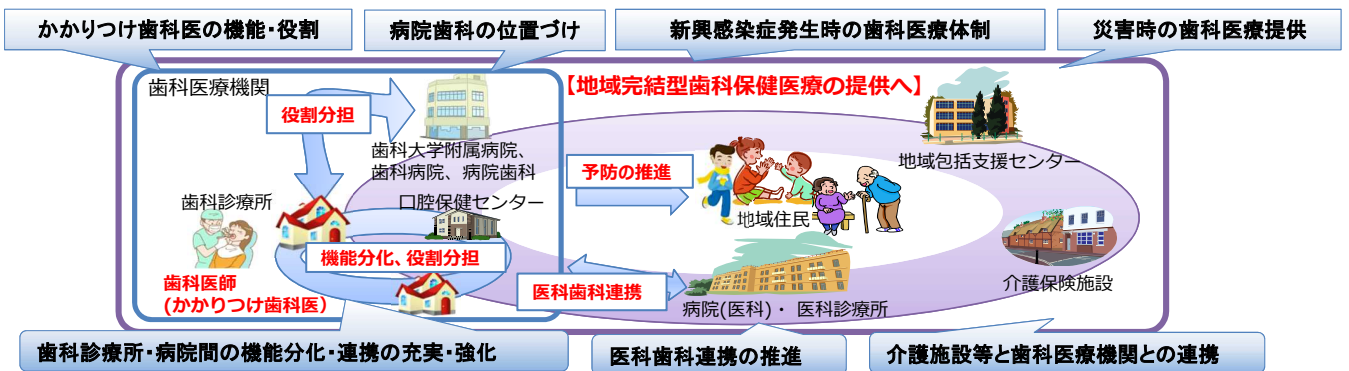 かかりつけ歯科医の機能・役割
病院歯科の位置づけ
新興感染症発生時の歯科医療体制
災害時の歯科医療提供
歯科医療機関
【地域完結型歯科保健医療の提供へ】
役割分担
歯科大学附属病院、
歯科病院、病院歯科
地域包括支援センター
予防の推進
歯科診療所
口腔保健センター
地域住民
機能分化、役割分担
歯科医師
(かかりつけ歯科医)
医科歯科連携
病院(医科)・ 医科診療所
介護保険施設
歯科診療所・病院間の機能分化・連携の充実・強化
医科歯科連携の推進
介護施設等と歯科医療機関との連携